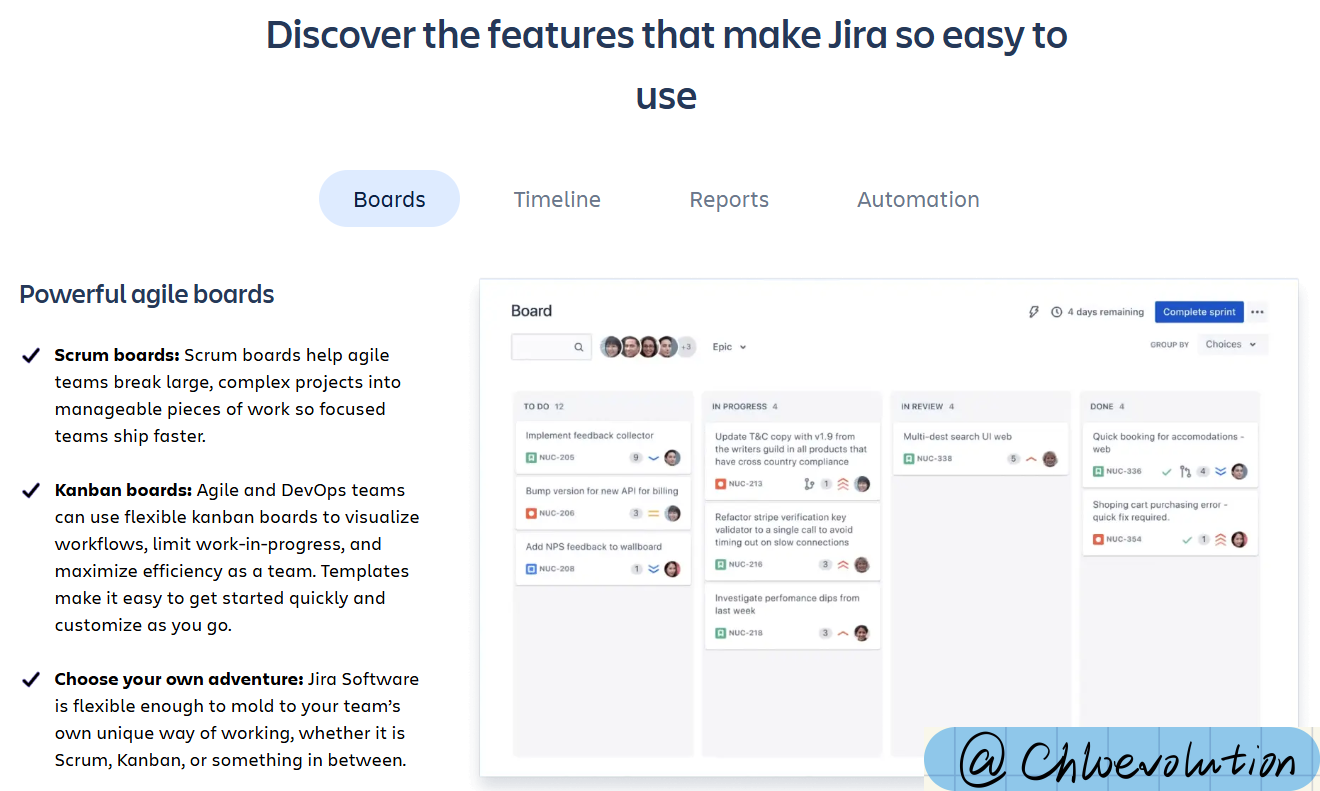 Discover the features that make Jira so easy to
use
Boards Timeline Reports Automation
Powerful agile boards
Scrum boards: Scrum boards help agile
teams break large, complex projects into
manageable pieces of work so focused
teams ship faster.
Kanban boards: Agile and DevOps teams
can use flexible kanban boards to visualize
workflows, limit work-in-progress, and
maximize efficiency as a team. Templates
make it easy to get started quickly and
customize as you go.
Choose your own adventure: Jira Software
is flexible enough to mold to your team’s
own unique way of working, whether it is
Scrum, Kanban, or something in between.
Board
4 days remaining Complete sprint
+3 Epic
GROUP BY Choices
TO DO 12
Implement feedback collector
NUC-205 9
Bump version for new API for billing
NUC-206 3
Add NPS feedback to wallboard
NUC-208 1
IN PROGRESS 4
Update T&C copy with v1.9 from
the writers guild in all products that
have cross country compliance
NUC-213 1
Refactor stripe verification key
validator to a single call to avoid
timing out on slow connections
NUC-216 3
Investigate perfomance dips from
last week
NUC-218 3
IN REVIEW 4
Multi-dest search UI web
NUC-338 5
DONE 4
Quick booking for accomodations -
web
NUC-336 4
Shoping cart purchasing error -
quick fix required.
NUC-354 1
@ Chloevolution